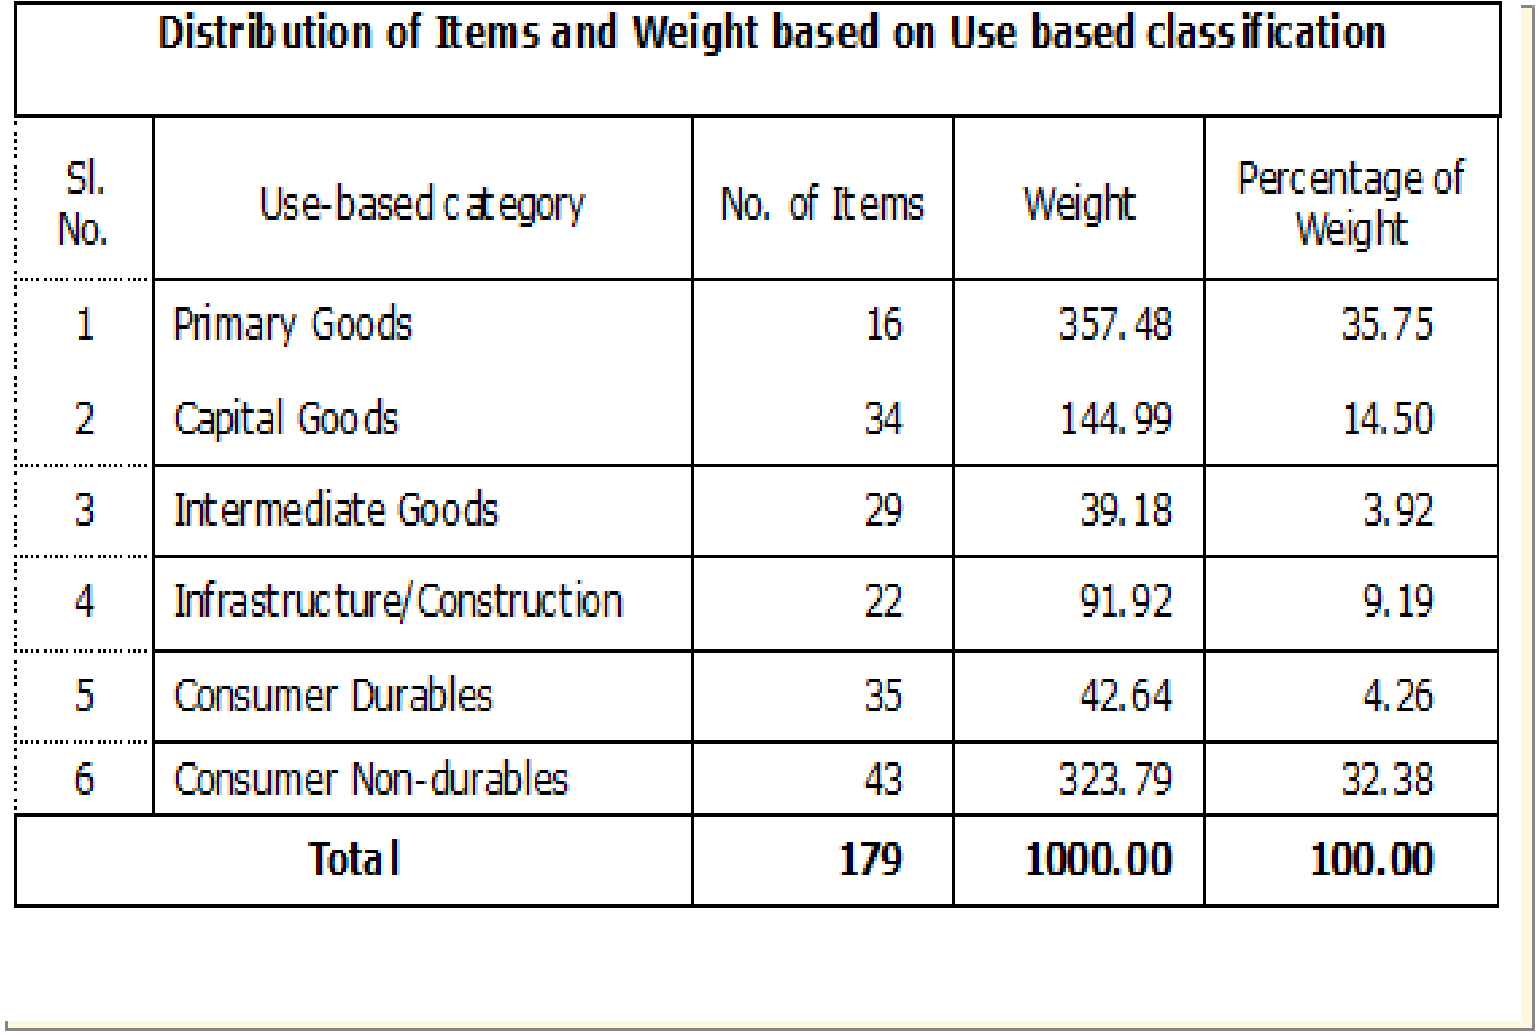 Distribution of Items and Weight based on Use based classification
Sl. No. Use-based category No. of Items Weight Percentage of Weight
1 Primary Goods 16 357.48 35.75
2 Capital Goods 34 144.99 14.50
3 Intermediate Goods 29 39.18 3.92
4 Infrastructure/Construction 22 91.92 9.19
5 Consumer Durables 35 42.64 4.26
6 Consumer Non-durables 43 323.79 32.38
Total 179 1000.00 100.00